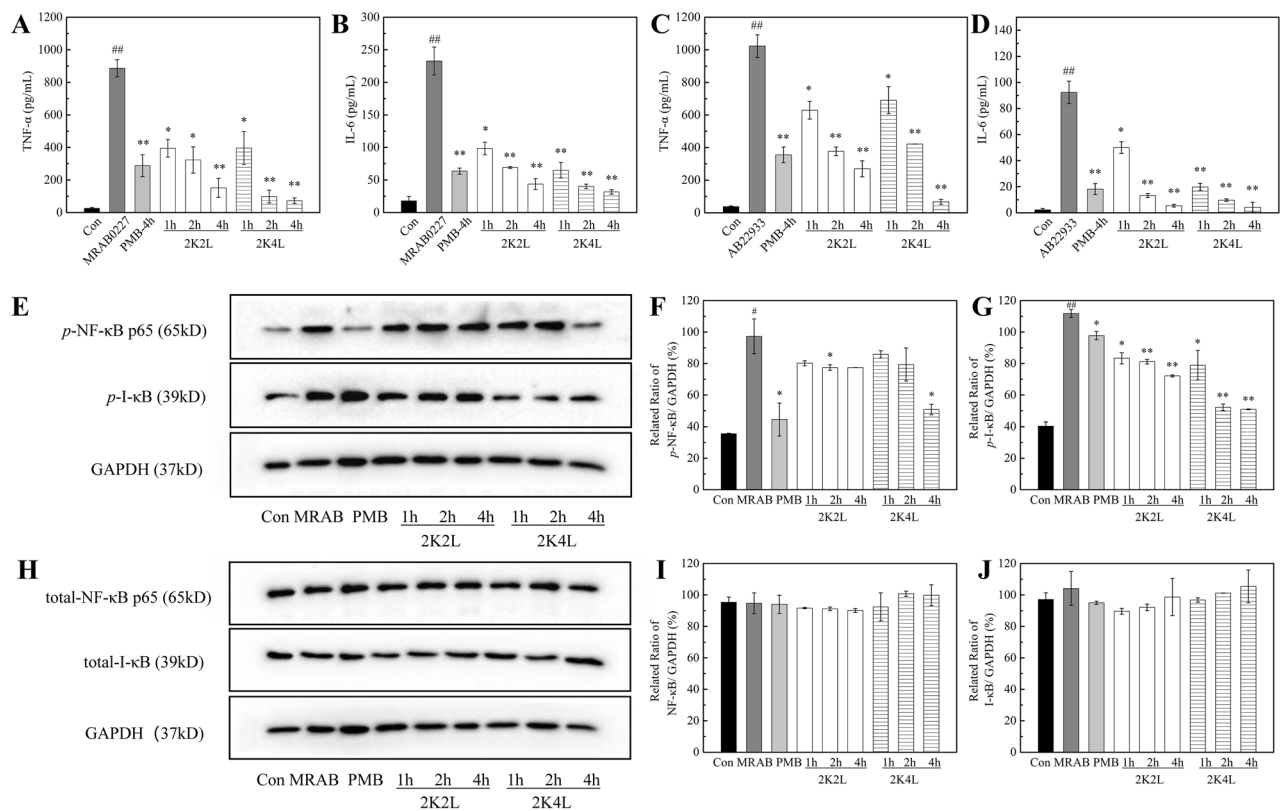 A
1200
1000
800
600
400
200
0
TNF-α (pg/mL)
##
**
*
*
**
*
**
**
Con
MRAB0227
PMB-4h
1h 2h 4h 1h 2h 4h
2K2L 2K4L
B
300
250
200
150
100
50
0
IL-6 (pg/mL)
##
**
*
**
**
**
**
**
Con
MRAB0227
PMB-4h
1h 2h 4h 1h 2h 4h
2K2L 2K4L
C
1200
1000
800
600
400
200
0
TNF-α (pg/mL)
##
**
*
**
**
*
**
**
Con
AB22933
PMB-4h
1h 2h 4h 1h 2h 4h
2K2L 2K4L
D
140
120
100
80
60
40
20
0
IL-6 (pg/mL)
##
**
*
**
**
**
**
**
Con
AB22933
PMB-4h
1h 2h 4h 1h 2h 4h
2K2L 2K4L
E
p-NF-κB p65 (65kD)
p-I-κB (39kD)
GAPDH (37kD)
Con MRAB PMB 1h 2h 4h 1h 2h 4h
2K2L 2K4L
F
120
100
80
60
40
20
0
Related Ratio of
p-NF-κB/ GAPDH (%)
#
*
*
*
Con MRAB PMB 1h 2h 4h 1h 2h 4h
2K2L 2K4L
G
120
100
80
60
40
20
0
Related Ratio of
p-I-κB/ GAPDH (%)
##
*
*
**
**
*
**
**
Con MRAB PMB 1h 2h 4h 1h 2h 4h
2K2L 2K4L
H
total-NF-κB p65 (65kD)
total-I-κB (39kD)
GAPDH (37kD)
Con MRAB PMB 1h 2h 4h 1h 2h 4h
2K2L 2K4L
I
120
100
80
60
40
20
0
Related Ratio of
NF-κB/ GAPDH (%)
Con MRAB PMB 1h 2h 4h 1h 2h 4h
2K2L 2K4L
J
120
100
80
60
40
20
0
Related Ratio of
I-κB/ GAPDH (%)
Con MRAB PMB 1h 2h 4h 1h 2h 4h
2K2L 2K4L